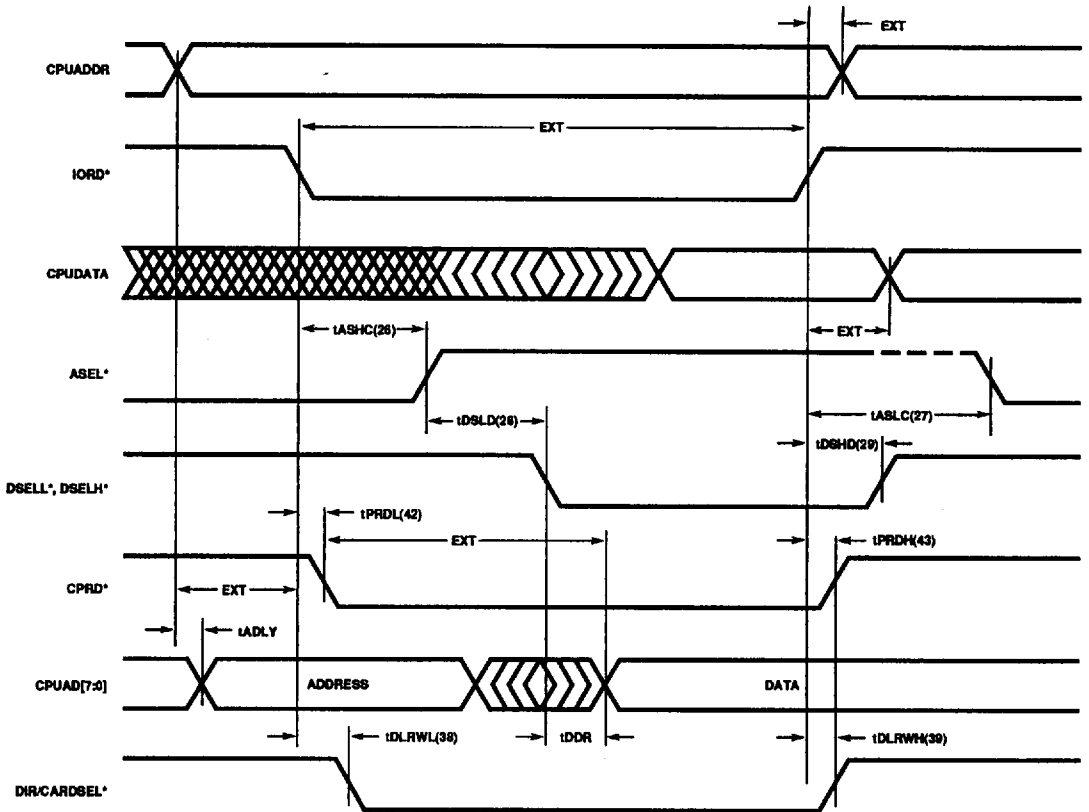 EXT
CPUADDR
EXT
IORD*
CPUDATA
tASHC(26)
EXT
ASEL*
tDSLD(28)
tASLC(27)
tDSHD(29)
DSELL*, DSELH*
tPRDL(42)
EXT
tPRDH(43)
CPRD*
EXT
tADLY
CPUAD[7:0]
ADDRESS
DATA
tDLRWL(38)
tDDR
tDLRWH(39)
DIR/CARDSEL*